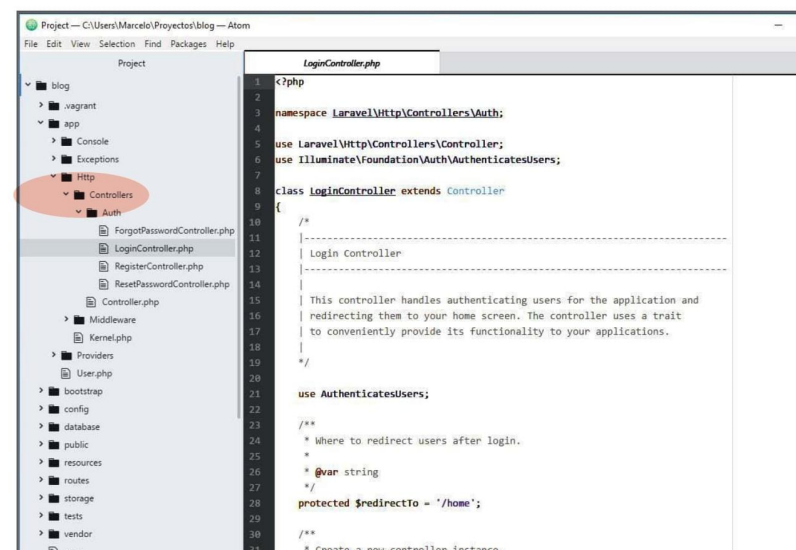 Project — C:\Users\Marcelo\Proyectos\blog — Atom
File Edit View Selection Find Packages Help
Project
blog
.vagrant
app
Console
Exceptions
Http
Controllers
Auth
ForgotPasswordController.php
LoginController.php
RegisterController.php
ResetPasswordController.php
Controller.php
Middleware
Kernel.php
Providers
User.php
bootstrap
config
database
public
resources
routes
storage
tests
vendor
LoginController.php
1 <?php
2
3 namespace Laravel\Http\Controllers\Auth;
4
5 use Laravel\Http\Controllers\Controller;
6 use Illuminate\Foundation\Auth\AuthenticatesUsers;
7
8 class LoginController extends Controller
9 {
10 /*
11 |--------------------------------------------------------------------------
12 | Login Controller
13 |--------------------------------------------------------------------------
14 |
15 | This controller handles authenticating users for the application and
16 | redirecting them to your home screen. The controller uses a trait
17 | to conveniently provide its functionality to your applications.
18 |
19 */
20
21 use AuthenticatesUsers;
22
23 /**
24 * Where to redirect users after login.
25 *
26 * @var string
27 */
28 protected $redirectTo = '/home';
29
30 /**
31 * Create a new controller instance